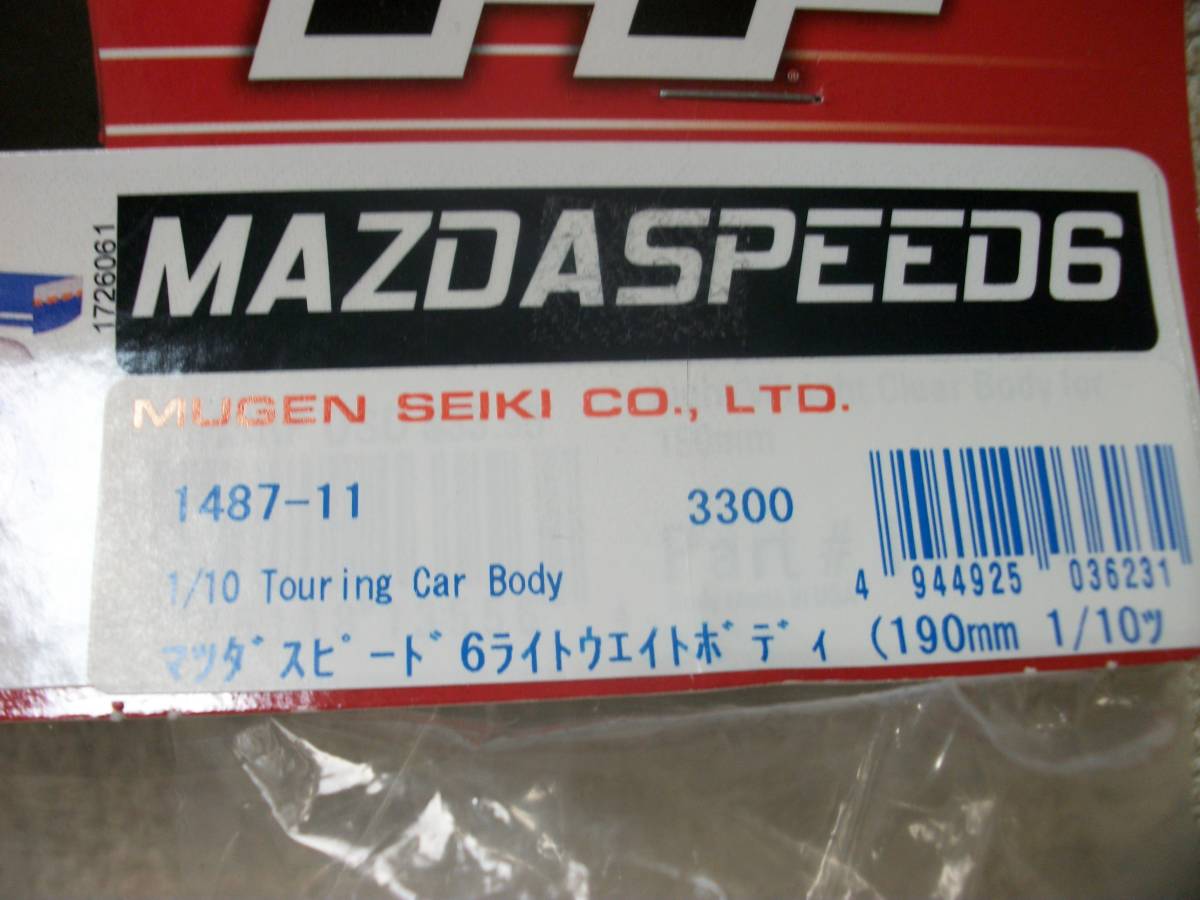 ®
MAZDASPEED6
1726061
MUGEN SEIKI CO., LTD.
1487-11 3300
1/10 Touring Car Body
4 944925 036231
マツダスピード6ライトウエイトボディ (190mm 1/10ツ